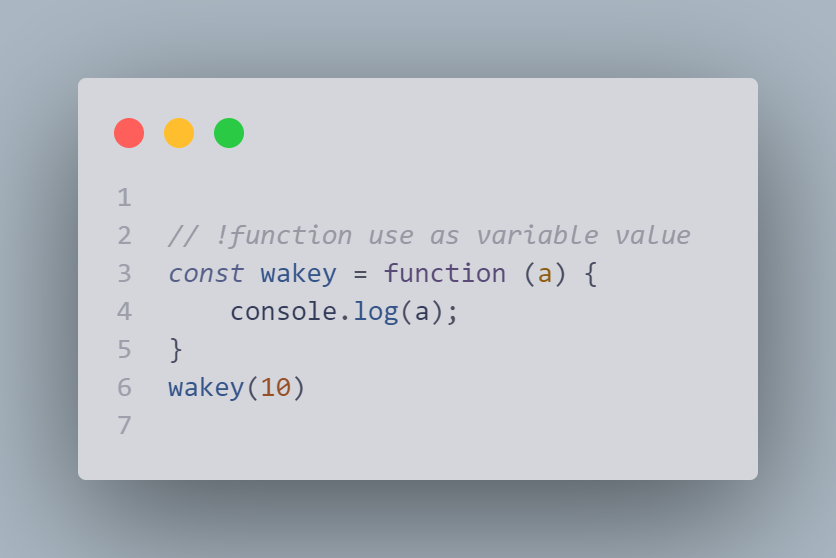 1
2 // !function use as variable value
3 const wakey = function (a) {
4     console.log(a);
5 }
6 wakey(10)
7